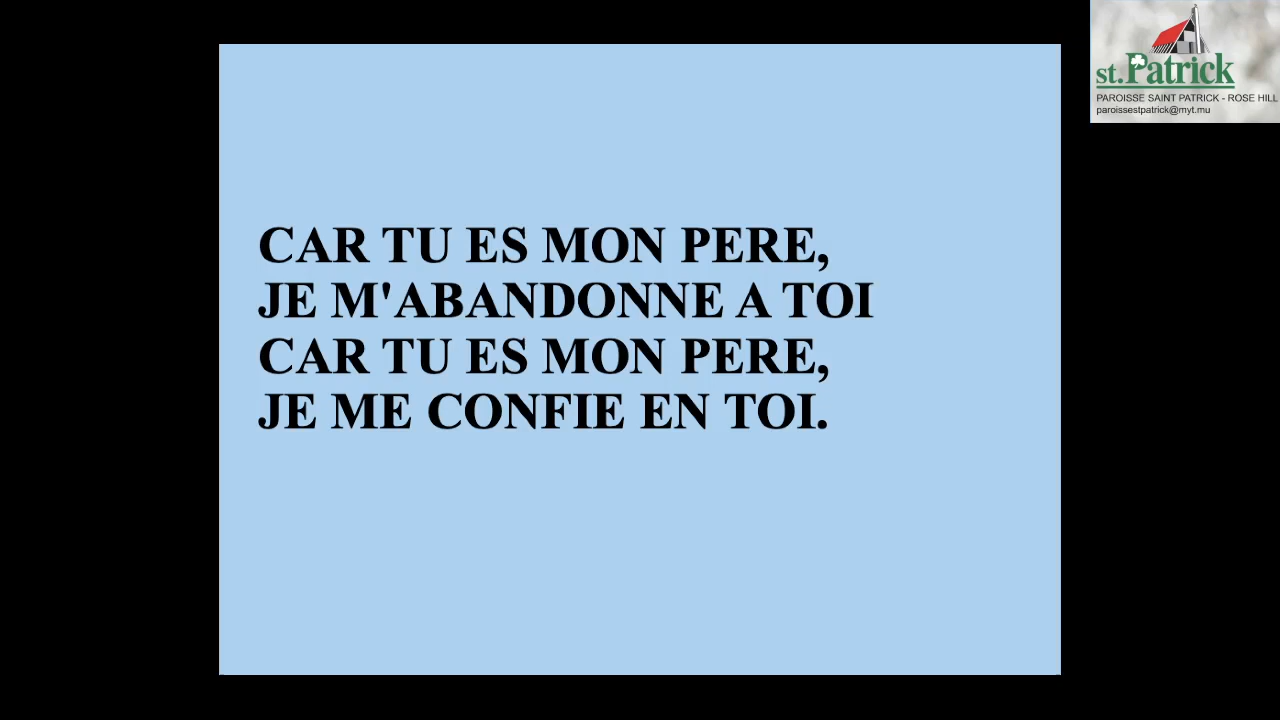 CAR TU ES MON PERE,
JE M'ABANDONNE A TOI
CAR TU ES MON PERE,
JE ME CONFIE EN TOI.
st.Patrick
PAROISSE SAINT PATRICK - ROSE HILL
paroissestpatrick@myt.mu